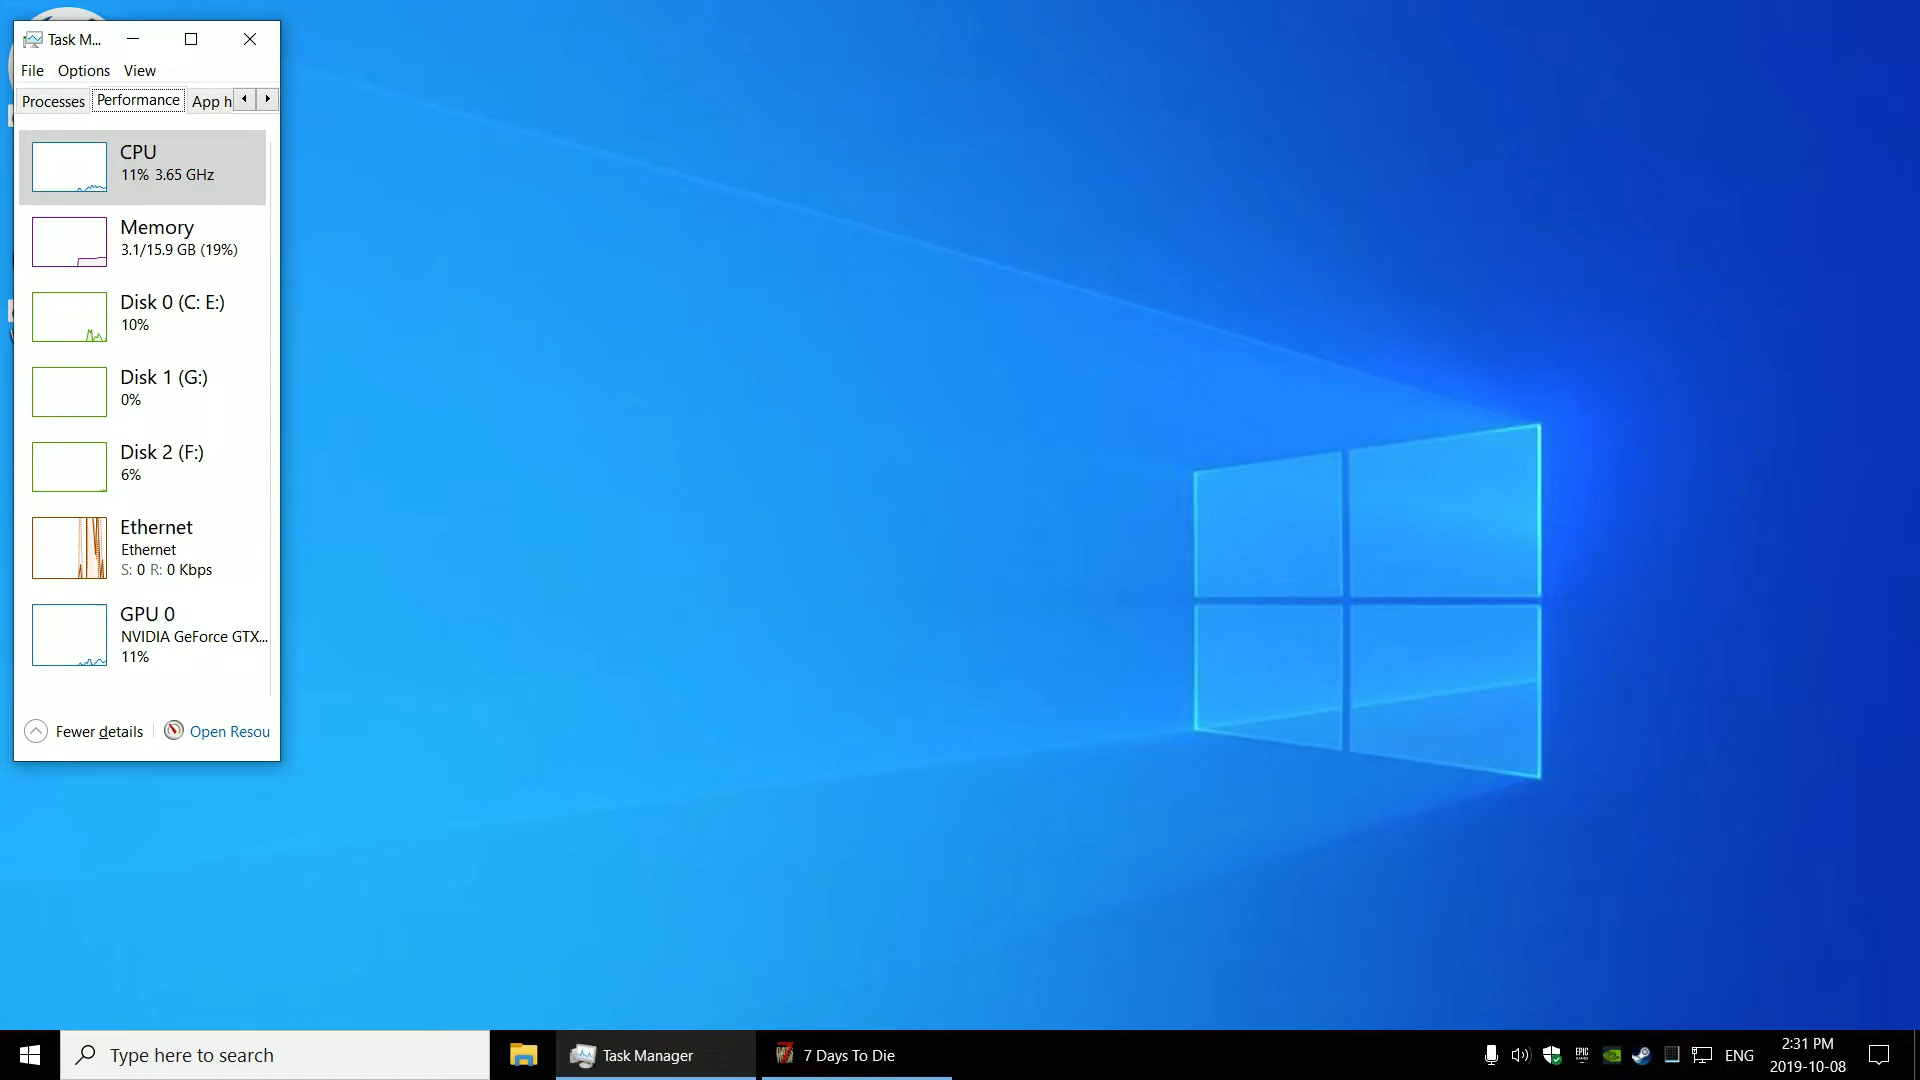 Task M...
File Options View
Processes Performance App h
CPU
11% 3.65 GHz
Memory
3.1/15.9 GB (19%)
Disk 0 (C: E:)
10%
Disk 1 (G:)
0%
Disk 2 (F:)
6%
Ethernet
Ethernet
S: 0 R: 0 Kbps
GPU 0
NVIDIA GeForce GTX...
11%
Fewer details Open Resou
Type here to search
Task Manager
7 Days To Die
EPIC
GAMES
ENG
2:31 PM
2019-10-08